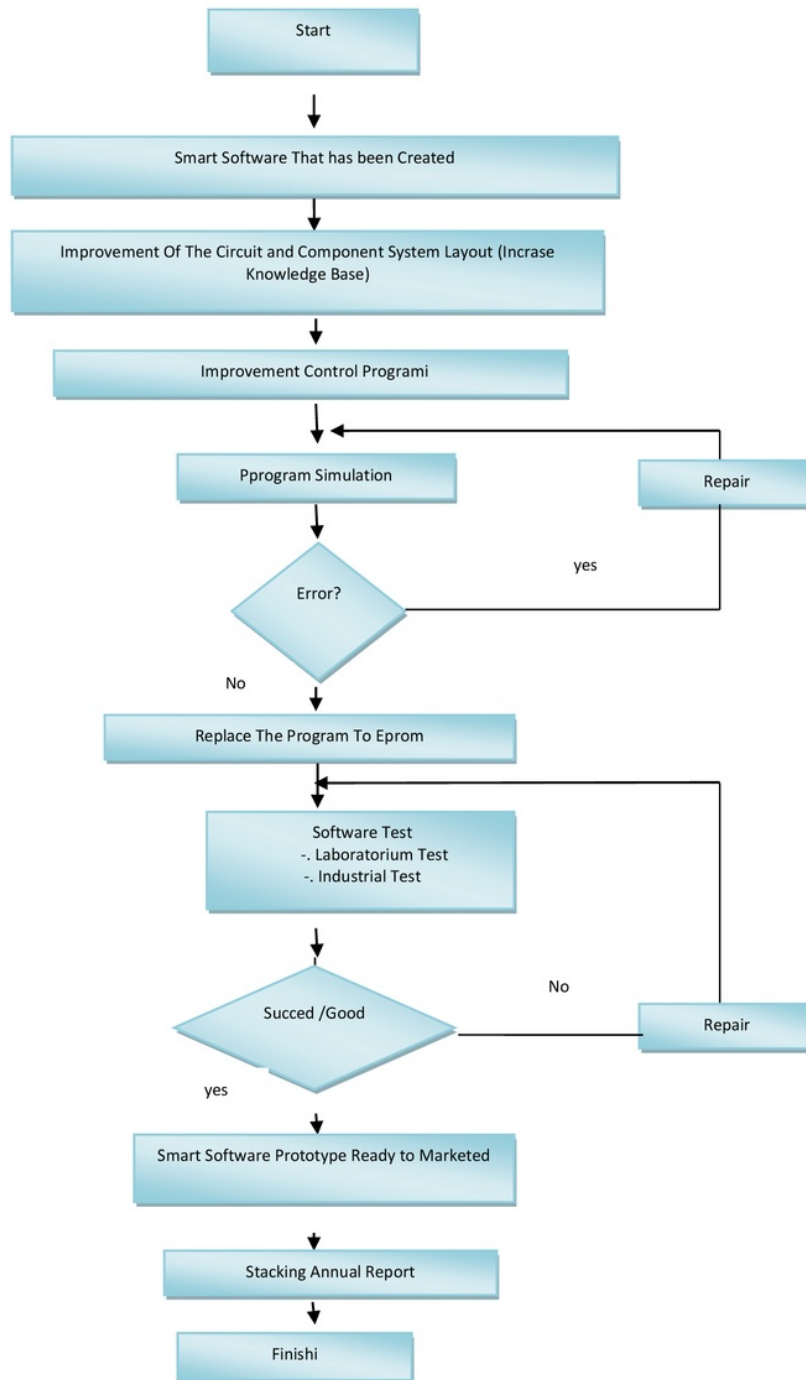 Start
Smart Software That has been Created
Improvement Of The Circuit and Component System Layout (Incrase
Knowledge Base)
Improvement Control Programi
Pprogram Simulation
Repair
yes
Error?
No
Replace The Program To Eprom
Software Test
-. Laboratorium Test
-. Industrial Test
No
Succed /Good
Repair
yes
Smart Software Prototype Ready to Marketed
Stacking Annual Report
Finishi